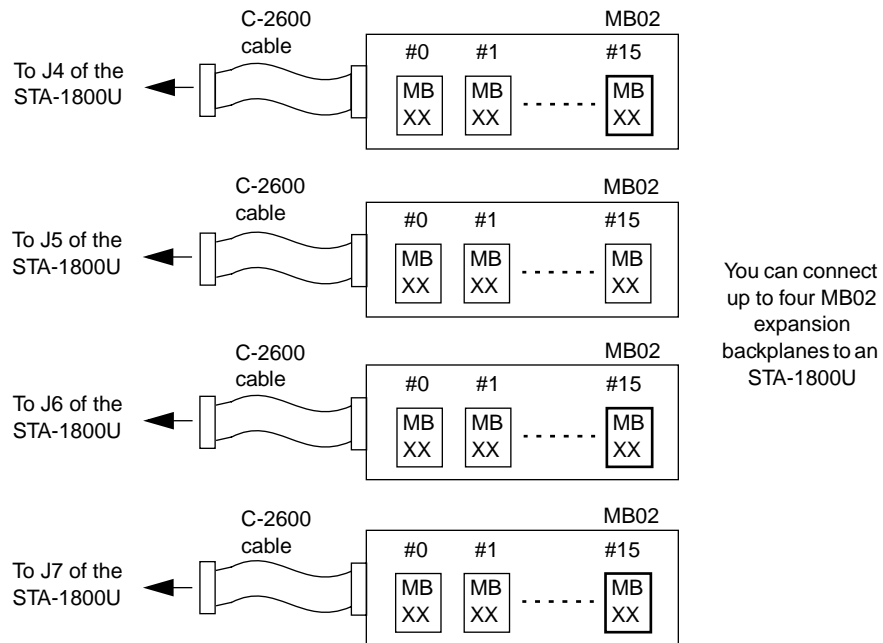 C-2600
cable
MB02
#0 #1 #15
To J4 of the
STA-1800U
MB
XX
MB
XX
MB
XX
C-2600
cable
MB02
#0 #1 #15
To J5 of the
STA-1800U
MB
XX
MB
XX
MB
XX
You can connect
up to four MB02
expansion
backplanes to an
STA-1800U
C-2600
cable
MB02
#0 #1 #15
To J6 of the
STA-1800U
MB
XX
MB
XX
MB
XX
C-2600
cable
MB02
#0 #1 #15
To J7 of the
STA-1800U
MB
XX
MB
XX
MB
XX